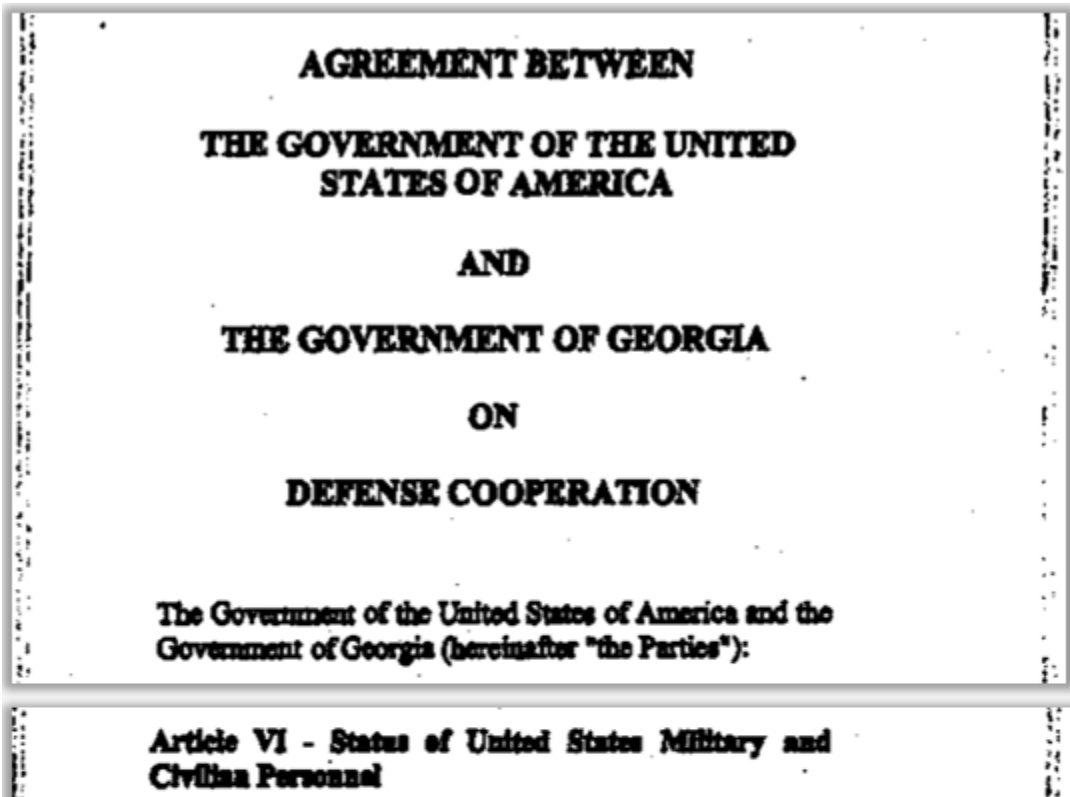 AGREEMENT BETWEEN
THE GOVERNMENT OF THE UNITED
STATES OF AMERICA
AND
THE GOVERNMENT OF GEORGIA
ON
DEFENSE COOPERATION
The Government of the United States of America and the
Government of Georgia (hereinafter "the Parties"):
Article VI - Status of United States Military and
Civilian Personnel